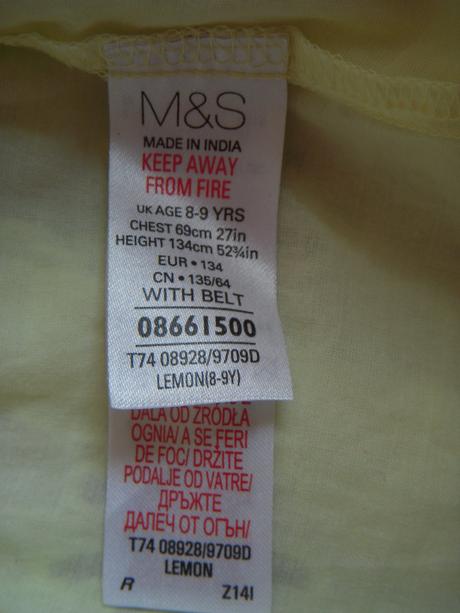 M&S
MADE IN INDIA
KEEP AWAY
FROM FIRE
UK AGE 8-9 YRS
CHEST 69cm 27in
HEIGHT 134cm 52¾in
EUR • 134
CN • 135/64
WITH BELT
08661500
T74 08928/9709D
LEMON(8-9Y)
DALA OD ZRÓDŁA
OGNIA/ A SE FERI
DE FOC/ DRŽITE
PODALJE OD VATRE/
ДРЪЖТЕ
ДАЛЕЧ ОТ ОГЪН/
T74 08928/9709D
LEMON
R Z14I